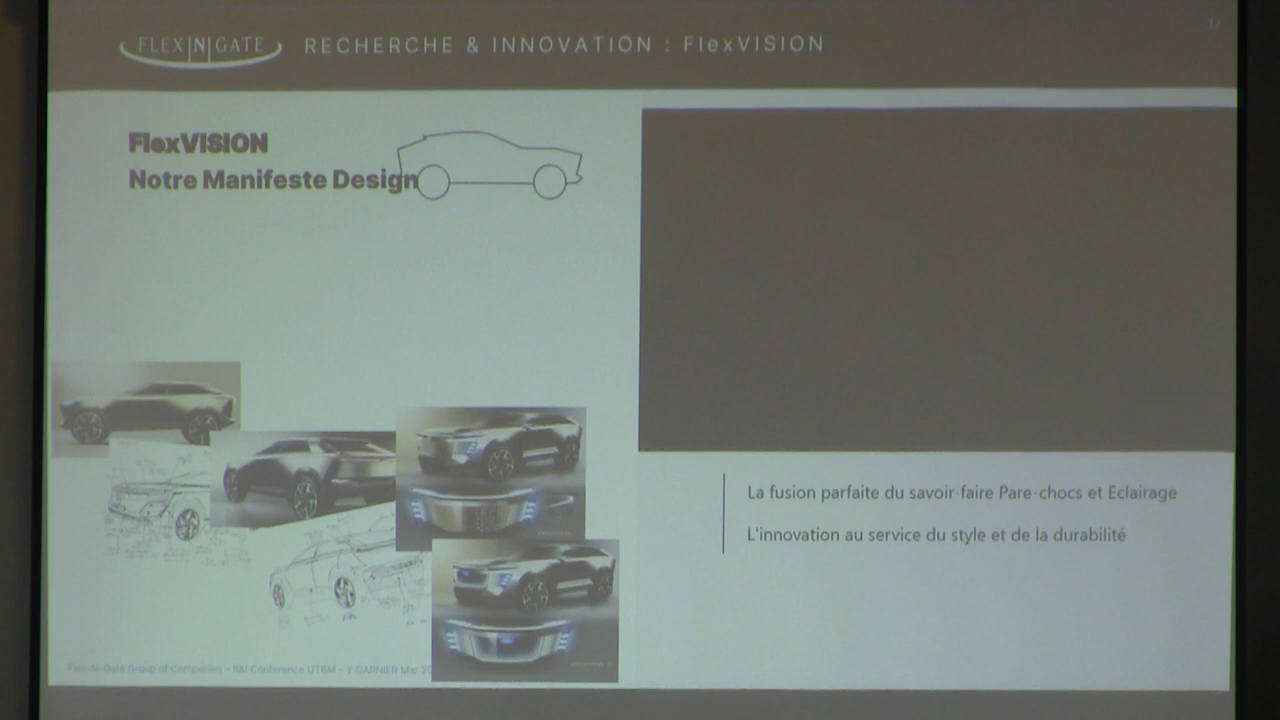 FLEX|N|GATE
RECHERCHE & INNOVATION : FlexVISION
FlexVISION
Notre Manifeste Design
La fusion parfaite du savoir-faire Pare-chocs et Eclairage
L'innovation au service du style et de la durabilité
Flex-N-Gate Group of Companies – R&I Conference UTBM – Y GARNIER